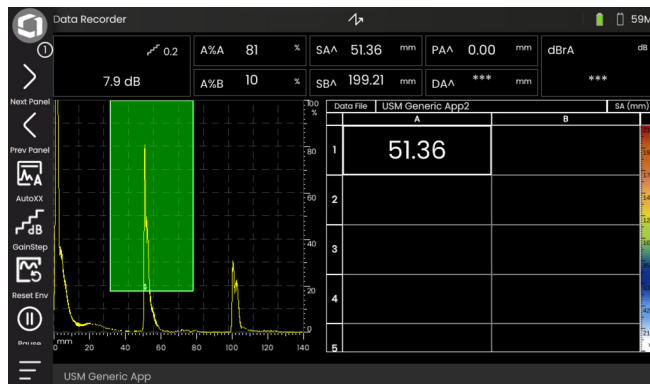 Data Recorder
59M
1
0.2
7.9 dB
A%A 81 %
A%B 10 %
SA^ 51.36 mm
SB^ 199.21 mm
PA^ 0.00 mm
DA^ *** mm
dBrA dB
***
Next Panel
Prev Panel
AutoXX
GainStep
dB
Reset Env
Pause
100
%
80
60
40
20
0
mm
0 20 40 60 80 100 120 140
Data File USM Generic App2 SA (mm)
A B
1 51.36
2
3
4
5
USM Generic App